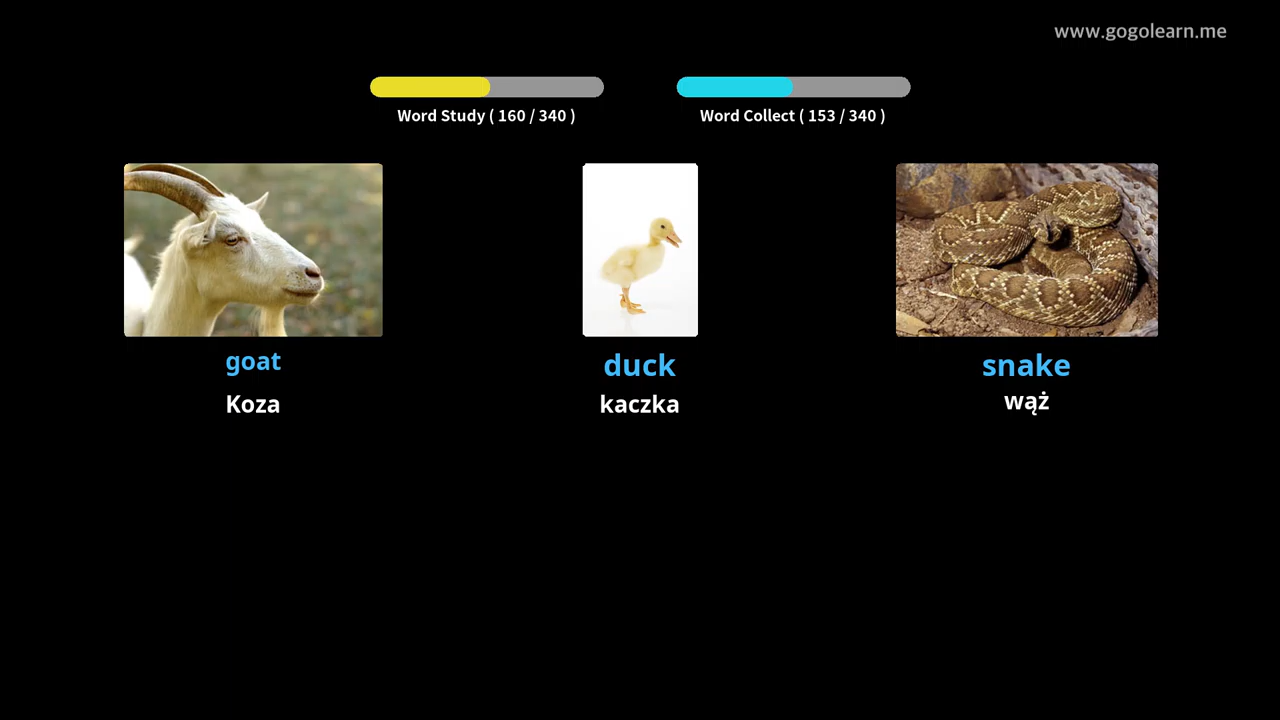 www.gogolearn.me
Word Study ( 160 / 340 )
Word Collect ( 153 / 340 )
goat
duck
snake
Koza
kaczka
wąż